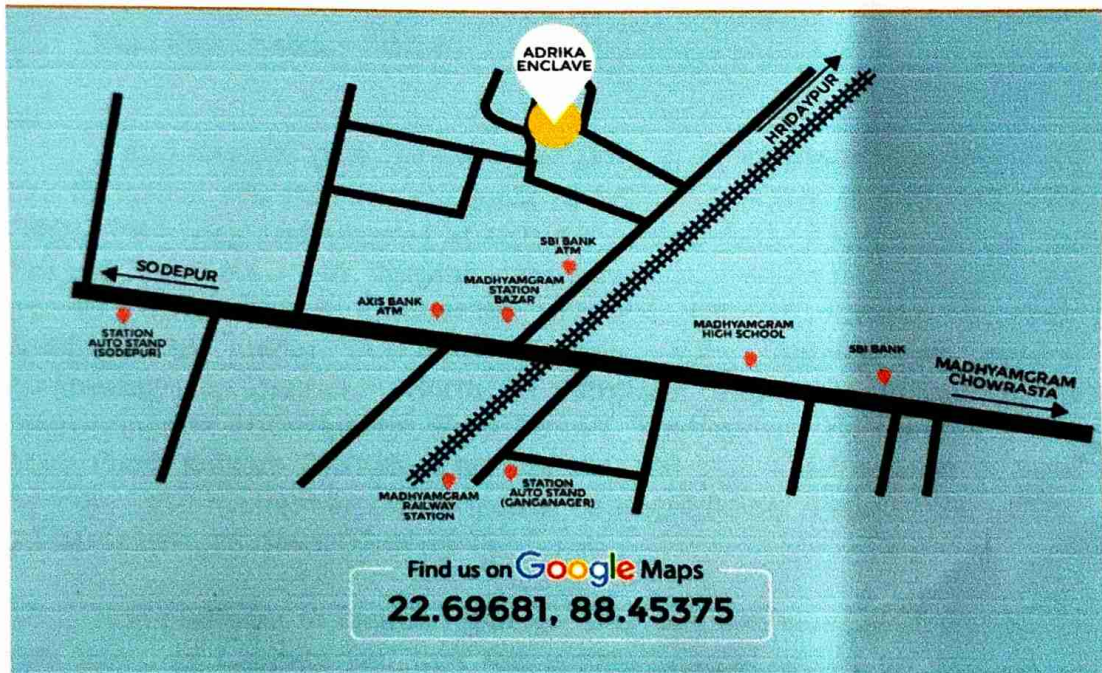 ADRIKA
ENCLAVE
HRIDAYPUR
SBI BANK
ATM
SODEPUR
MADHYAMGRAM
STATION
BAZAR
AXIS BANK
ATM
STATION
AUTO STAND
(SODEPUR)
MADHYAMGRAM
HIGH SCHOOL
SBI BANK
MADHYAMGRAM
CHOWRASTA
MADHYAMGRAM
RAILWAY
STATION
STATION
AUTO STAND
(GANGANAGER)
Find us on Google Maps
22.69681, 88.45375